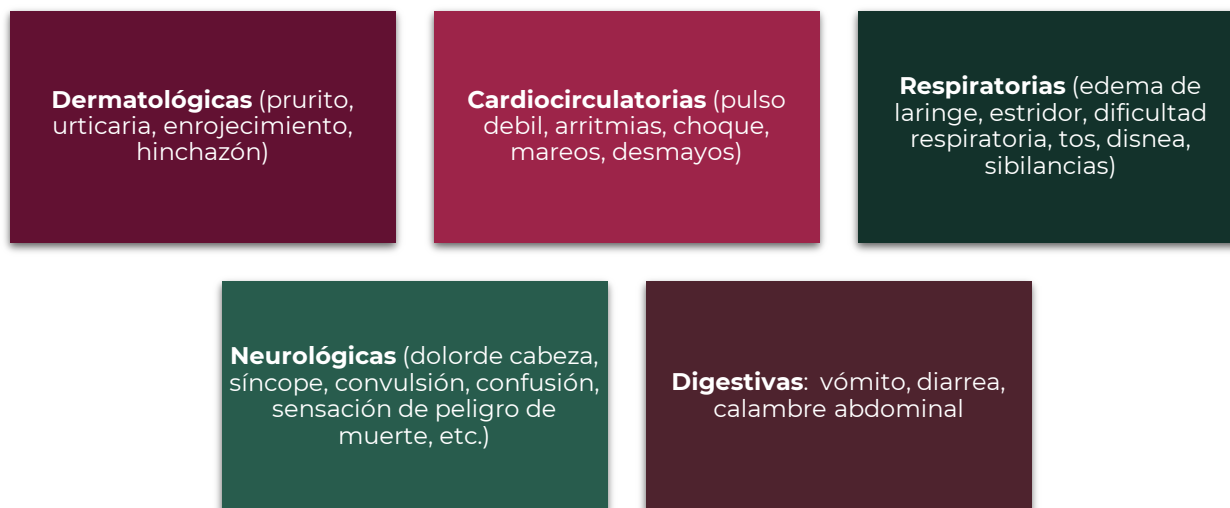 Dermatológicas (prurito,
urticaria, enrojecimiento,
hinchazón)
Cardiocirculatorias (pulso
debil, arritmias, choque,
mareos, desmayos)
Respiratorias (edema de
laringe, estridor, dificultad
respiratoria, tos, disnea,
sibilancias)
Neurológicas (dolorde cabeza,
síncope, convulsión, confusión,
sensación de peligro de
muerte, etc.)
Digestivas: vómito, diarrea,
calambre abdominal